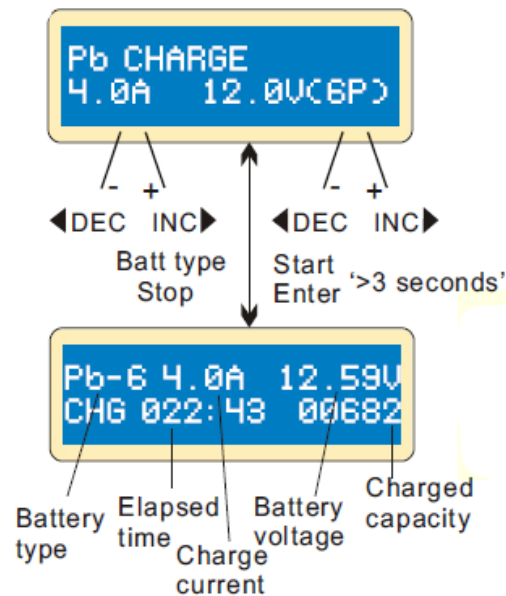 Pb CHARGE
4.0A 12.0V(6P)
- + - +
◀DEC INC▶ ◀DEC INC▶
Batt type
Stop
Start
Enter
‘>3 seconds’
Pb-6 4.0A 12.59V
CHG 022:43 00682
Battery
type
Elapsed
time
Charge
current
Battery
voltage
Charged
capacity